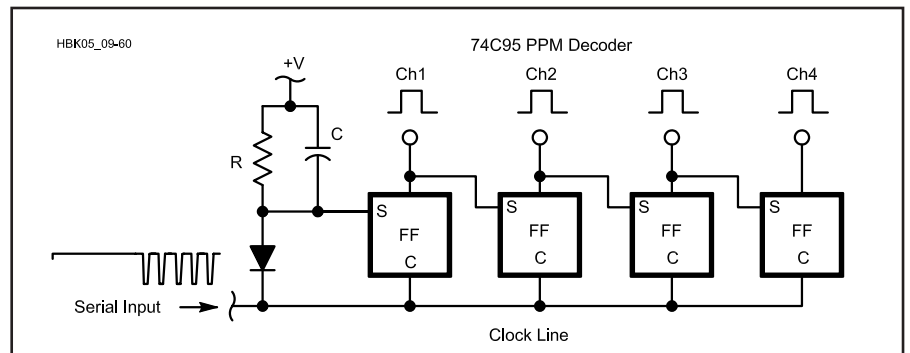 HBK05_09-60
74C95 PPM Decoder
+V
Ch1 Ch2 Ch3 Ch4
R
C
S S S S
FF FF FF FF
C C C C
Serial Input
Clock Line